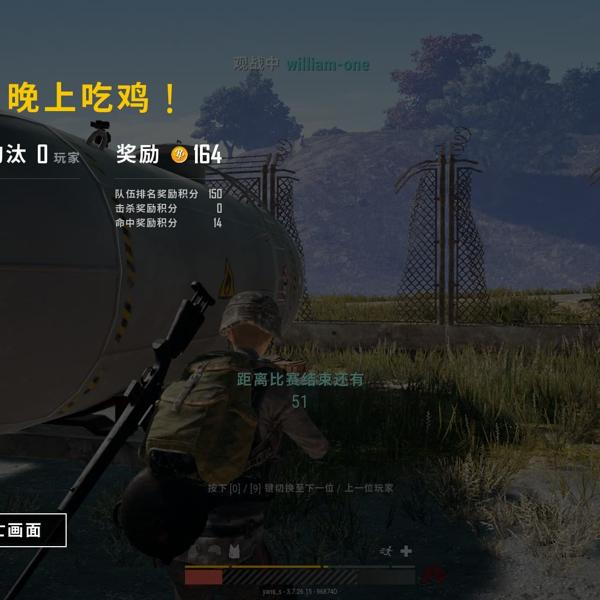 观战中 william-one
晚上吃鸡！
汰 0 玩家
奖励 164
队伍排名奖励积分 150
击杀奖励积分 0
命中奖励积分 14
距离比赛结束还有
51
按下[Q] / [9] 键切换至下一位 / 上一位玩家
画面